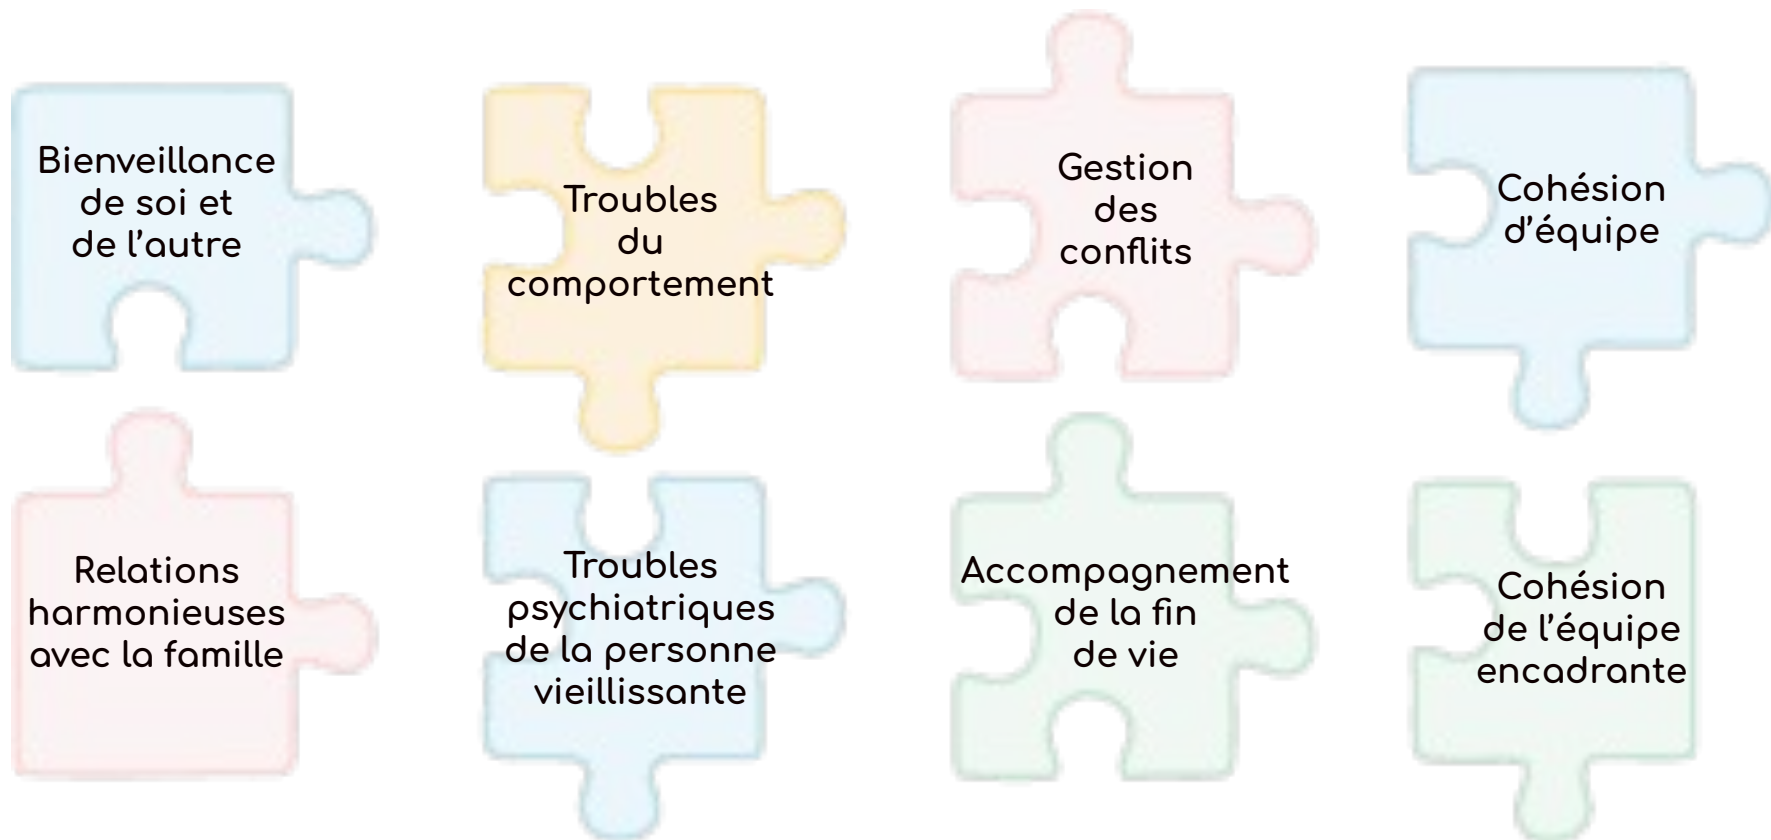 Bienveillance
de soi et
de l'autre
Troubles
du
comportement
Gestion
des
conflits
Cohésion
d'équipe
Relations
harmonieuses
avec la famille
Troubles
psychiatriques
de la personne
vieillissante
Accompagnement
de la fin
de vie
Cohésion
de l'équipe
encadrante